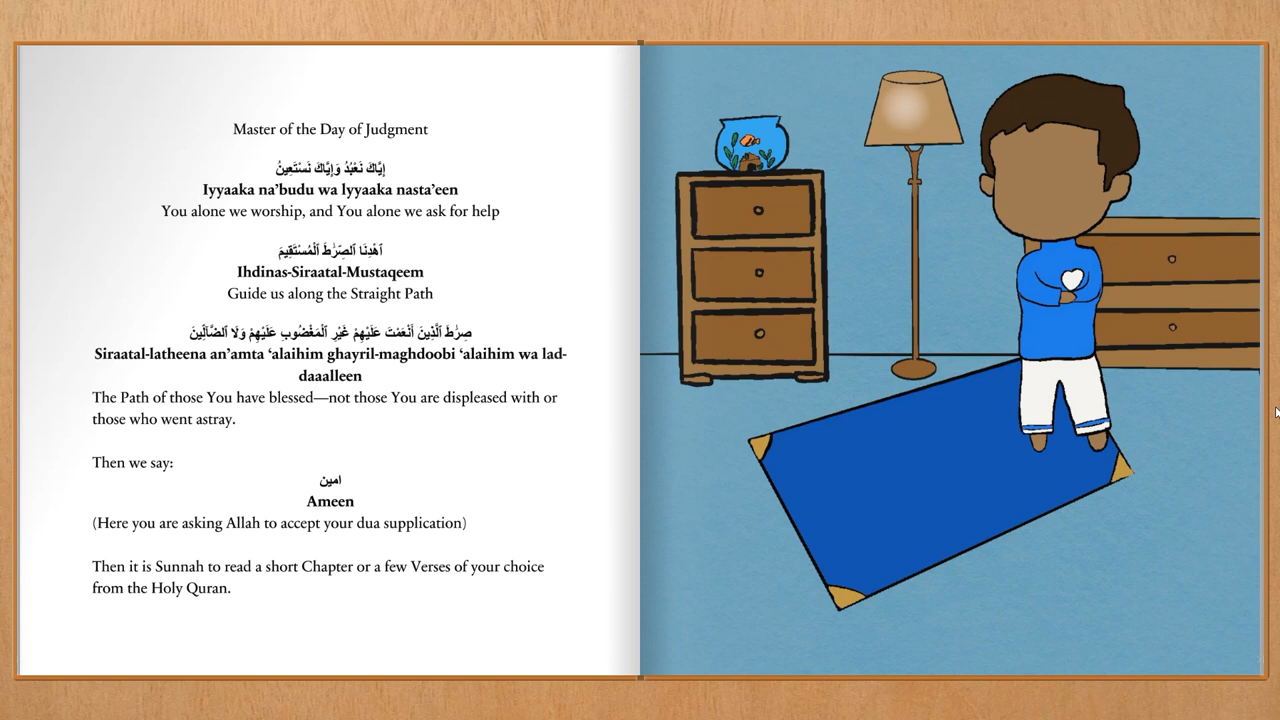 Master of the Day of Judgment
إِيَّاكَ نَعْبُدُ وَإِيَّاكَ نَسْتَعِينُ
Iyyaaka na’budu wa lyyaaka nasta’een
You alone we worship, and You alone we ask for help
ٱهْدِنَا ٱلصِّرَٰطَ ٱلْمُسْتَقِيمَ
Ihdinas-Siraatal-Mustaqeem
Guide us along the Straight Path
صِرَٰطَ ٱلَّذِينَ أَنْعَمْتَ عَلَيْهِمْ غَيْرِ ٱلْمَغْضُوبِ عَلَيْهِمْ وَلَا ٱلضَّآلِّينَ
Siraatal-latheena an’amta ‘alaihim ghayril-maghdoobi ‘alaihim wa lad-
daaalleen
The Path of those You have blessed—not those You are displeased with or
those who went astray.
Then we say:
امين
Ameen
(Here you are asking Allah to accept your dua supplication)
Then it is Sunnah to read a short Chapter or a few Verses of your choice
from the Holy Quran.